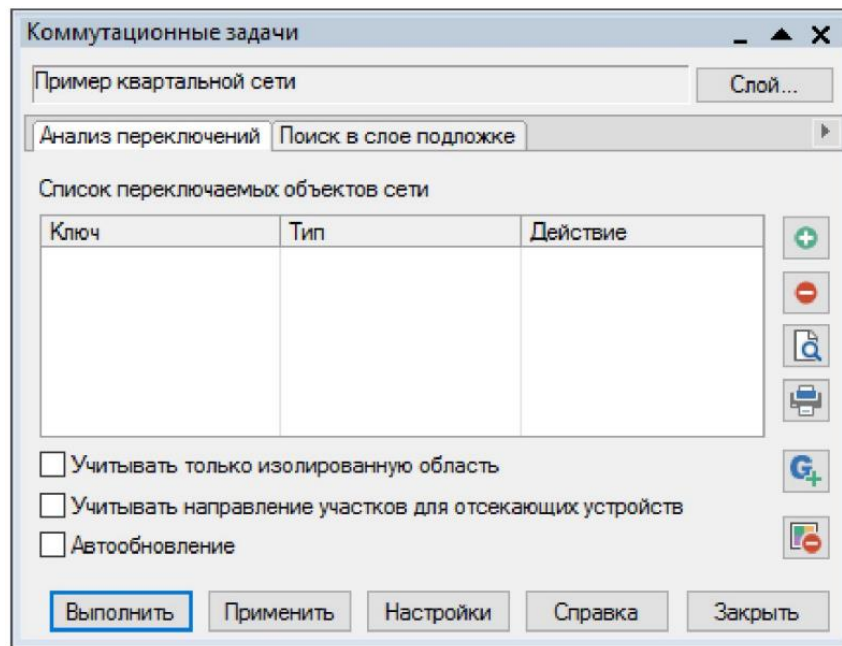 Коммутационные задачи
Пример квартальной сети
Слой...
Анализ переключений
Поиск в слое подложке
Список переключаемых объектов сети
Ключ
Тип
Действие
Учитывать только изолированную область
Учитывать направление участков для отсекающих устройств
Автообновление
Выполнить
Применить
Настройки
Справка
Закрыть